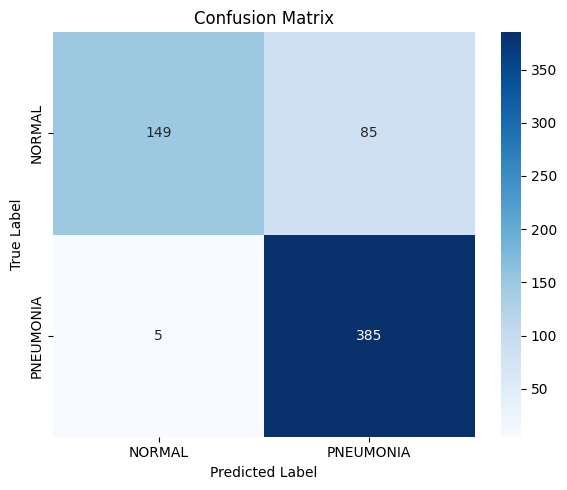 Confusion Matrix
True Label
NORMAL
PNEUMONIA
149 85
5 385
NORMAL PNEUMONIA
Predicted Label
350
300
250
200
150
100
50